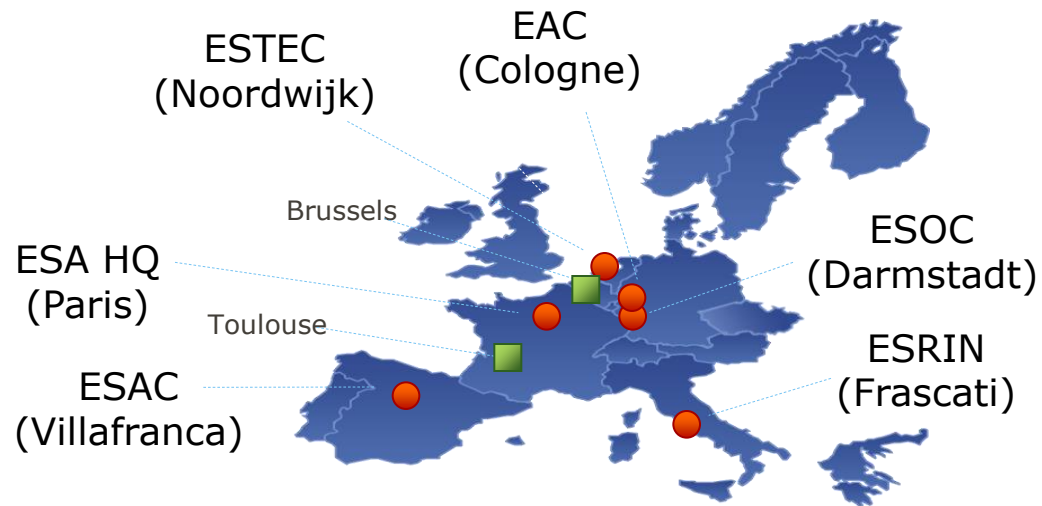 EAC
(Cologne)
ESTEC
(Noordwijk)
Brussels
ESOC
(Darmstadt)
ESA HQ
(Paris)
Toulouse
ESRIN
(Frascati)
ESAC
(Villafranca)